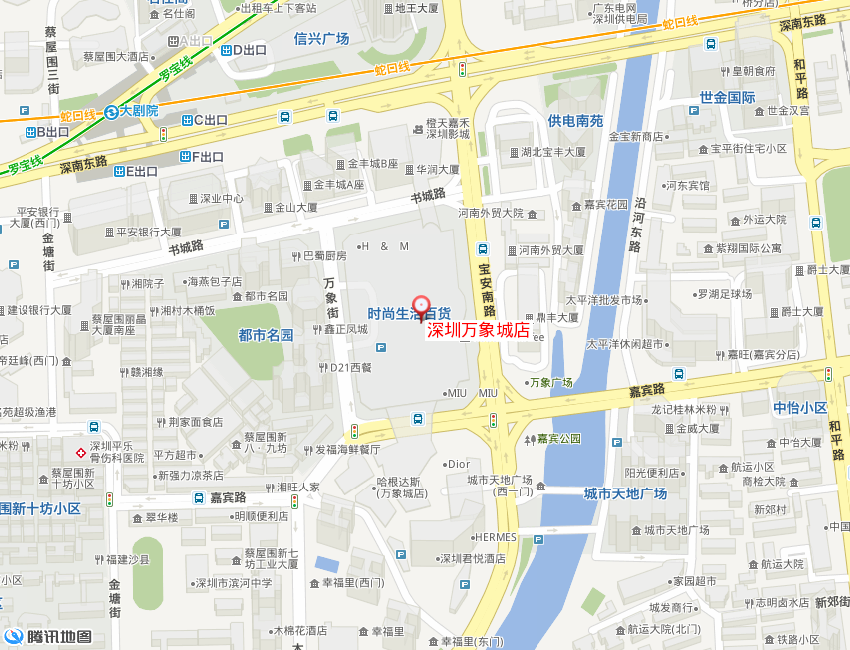 名仕阁
名仕阁
出租车上下客站
地王大厦
广东电网
深圳供电局
蛇口线
深南东路
蔡屋围三街
A出口
D出口
信兴广场
蔡屋围大酒店
罗宝线
蛇口线
和平路
皇朝食府
世金国际
世金汉宫
蛇口线
大剧院
C出口
B出口
橙天嘉禾
深圳影城
供电南苑
金宝新商店
宝平街住宅小区
罗宝线
深南东路
E出口
F出口
金丰城B座
华润大厦
湖北宝丰大厦
金丰城A座
深业中心
金山大厦
书城路
河东宾馆
嘉宾花园
沿河东路
平安银行
大厦(西门)
平安银行大厦
河南外贸大院
外运大院
金塘街
书城路
H & M
河南外贸大厦
紫翔国际公寓
巴蜀厨房
宝安南路
爵士大厦
湘院子
海燕包子店
万象街
都市名园
太平洋批发市场
罗湖足球场
建设银行大厦
湘村木桶饭
时尚生活百货
鼎丰大厦
爵士大厦
蔡屋围丽晶
大厦南座
都市名园
鑫正凤城
深圳万象城店
太平洋休闲超市
嘉旺(嘉宾分店)
帝廷峰(西门)
赣湘缘
D21西餐
万象广场
MIU MIU
嘉宾路
龙记桂林米粉
中怡小区
金威大厦
名苑超级渔港
荆家面食店
蔡屋围新
八·九坊
嘉宾公园
和平路
中怡大厦
米粉
深圳平乐
骨伤科医院
平方超市
发福海鲜餐厅
Dior
航运小区
商检大院
阳光便利店
蔡屋围新
十坊小区
新强力凉茶店
湘旺人家
哈根达斯
(万象城店)
城市天地广场
(西一门)
城市天地广场
嘉宾路
围新十坊小区
翠华楼
明顺便利店
新郊村
中国
HERMES
城市天地广场
福建沙县
蔡屋围新七
坊工业大厦
深圳君悦酒店
航运大院
小区
金塘街
深圳市滨河中学
幸福里(西门)
家园超市
城发商行
志明卤水店
新郊街
腾讯地图
木棉花酒店
幸福里
幸福里(东门)
航运大院(北门)
铁路小区